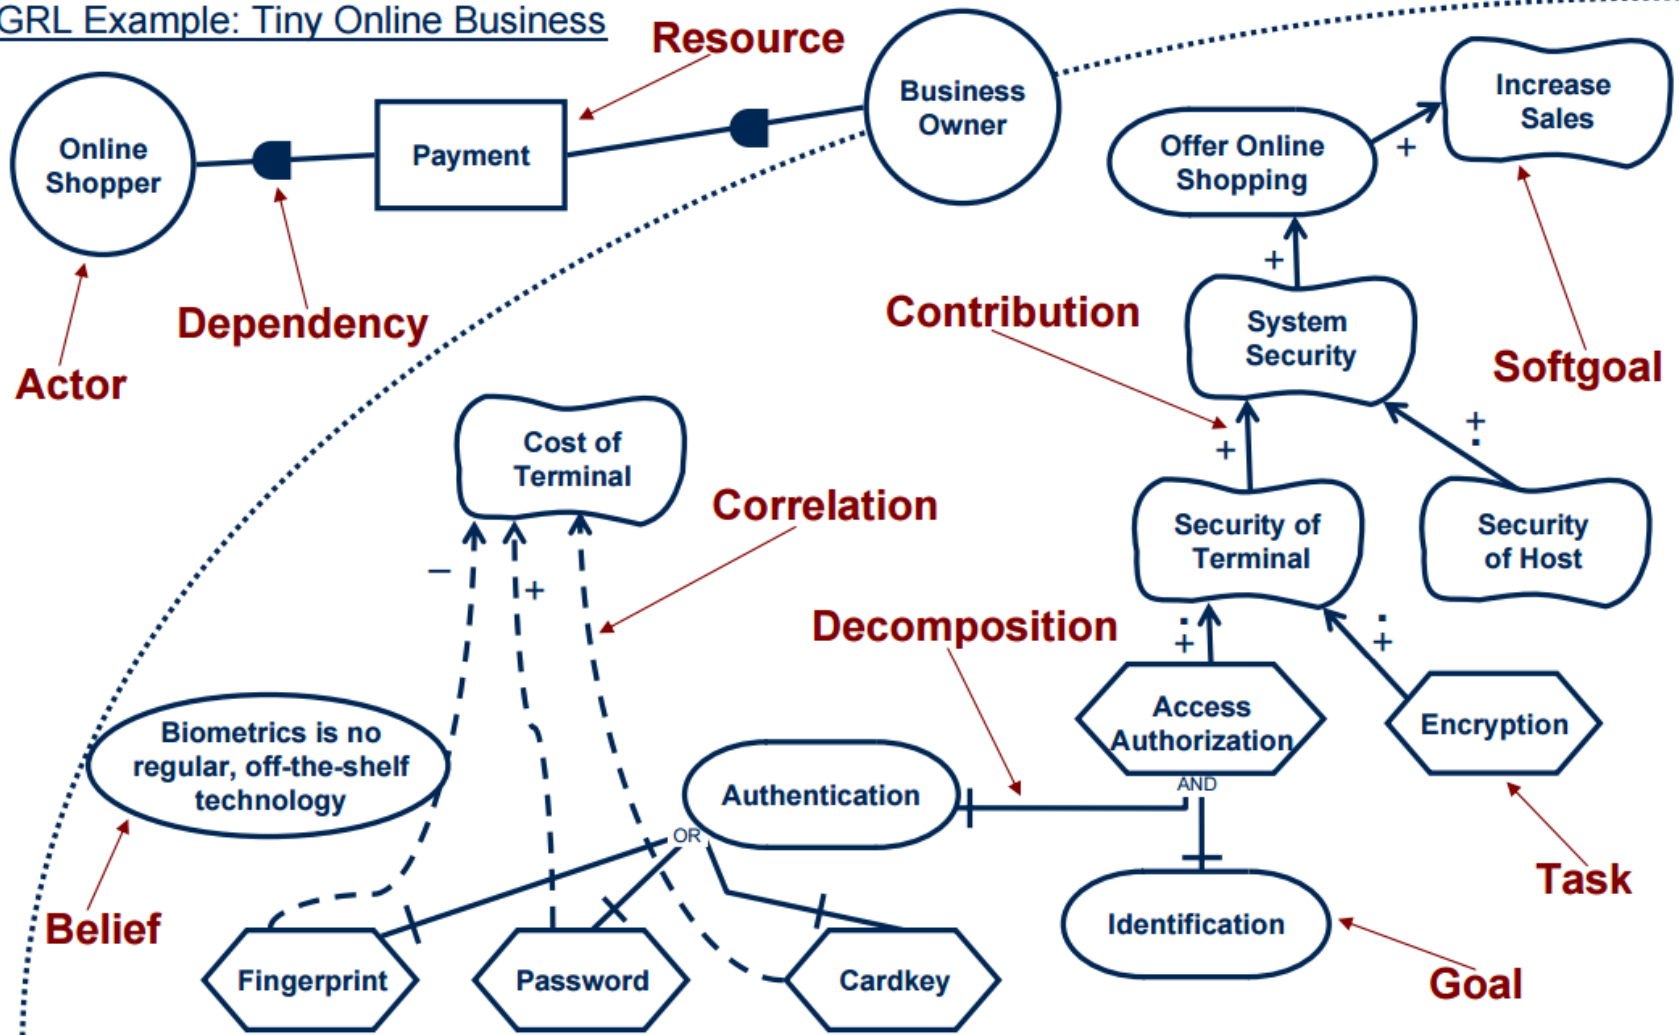 GRL Example: Tiny Online Business
Resource
Online
Shopper
Payment
Business
Owner
Offer Online
Shopping
+
Increase
Sales
Dependency
Actor
+
System
Security
Contribution
Softgoal
+
+
.
Cost of
Terminal
Correlation
Security of
Terminal
Security
of Host
–
+
Decomposition
.
+
.
+
Access
Authorization
Encryption
Biometrics is no
regular, off-the-shelf
technology
Authentication
AND
OR
Belief
Task
Identification
Goal
Fingerprint
Password
Cardkey